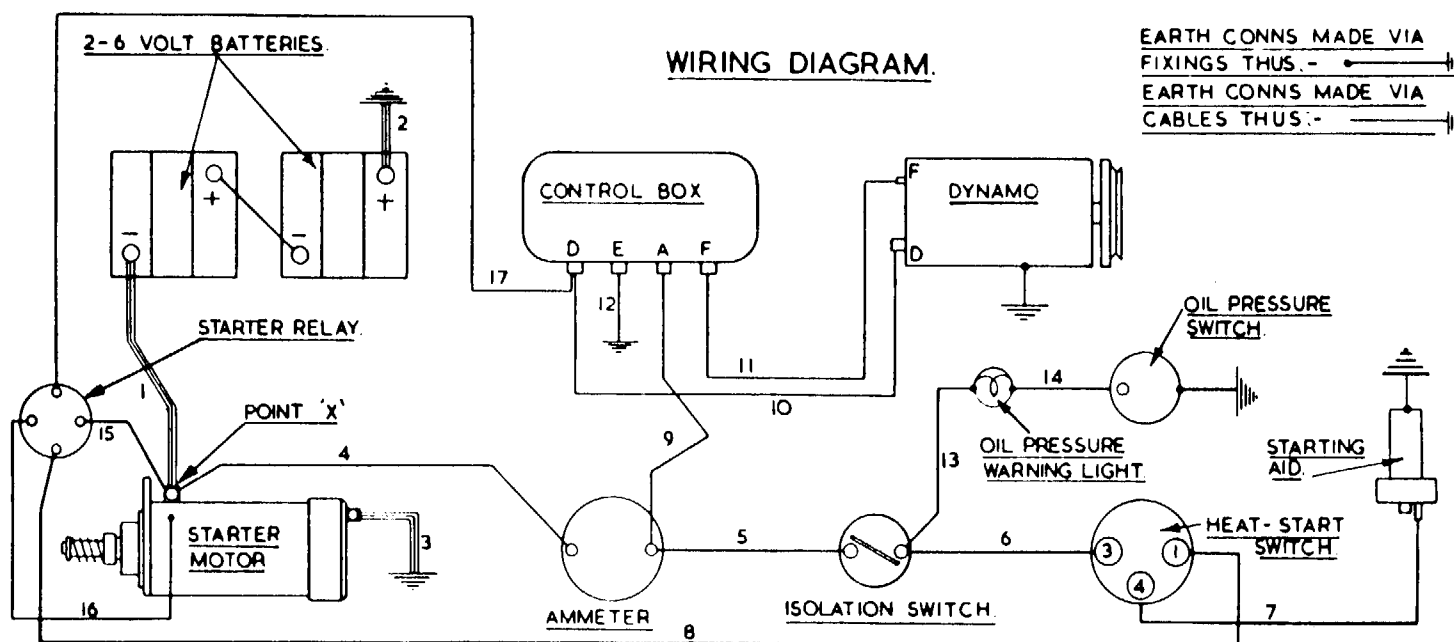 2-6 VOLT BATTERIES.
WIRING DIAGRAM.
EARTH CONNS MADE VIA
FIXINGS THUS:-
EARTH CONNS MADE VIA
CABLES THUS:-
2
+
+
-
-
CONTROL BOX
D E A F
F
DYNAMO
D
17
12
STARTER RELAY.
OIL PRESSURE
SWITCH.
1
11
10
14
POINT 'X'
15
4
9
13
OIL PRESSURE
WARNING LIGHT.
STARTING
AID.
STARTER
MOTOR
3
5
6
3
1
4
HEAT-START
SWITCH.
16
AMMETER
ISOLATION SWITCH.
7
8